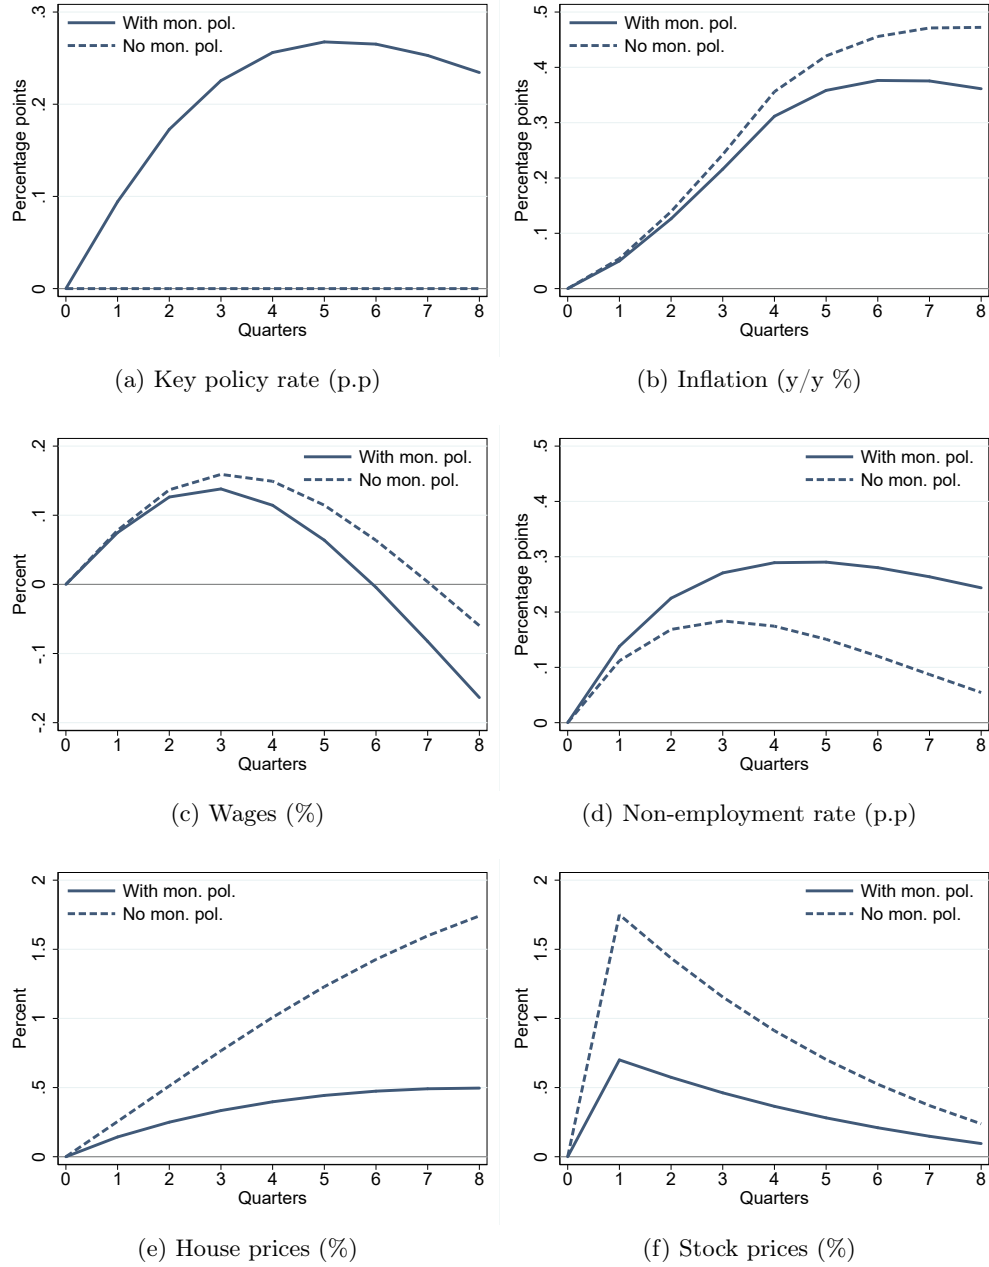 With mon. pol.
No mon. pol.
Percentage points
.3
.2
.1
0
0 1 2 3 4 5 6 7 8
Quarters
(a) Key policy rate (p.p)
With mon. pol.
No mon. pol.
Percentage points
.5
.4
.3
.2
.1
0
0 1 2 3 4 5 6 7 8
Quarters
(b) Inflation (y/y %)
With mon. pol.
No mon. pol.
Percent
.2
.1
0
-.1
-.2
0 1 2 3 4 5 6 7 8
Quarters
(c) Wages (%)
With mon. pol.
No mon. pol.
Percentage points
.5
.4
.3
.2
.1
0
0 1 2 3 4 5 6 7 8
Quarters
(d) Non-employment rate (p.p)
With mon. pol.
No mon. pol.
Percent
2
1.5
1
.5
0
0 1 2 3 4 5 6 7 8
Quarters
(e) House prices (%)
With mon. pol.
No mon. pol.
Percent
2
1.5
1
.5
0
0 1 2 3 4 5 6 7 8
Quarters
(f) Stock prices (%)